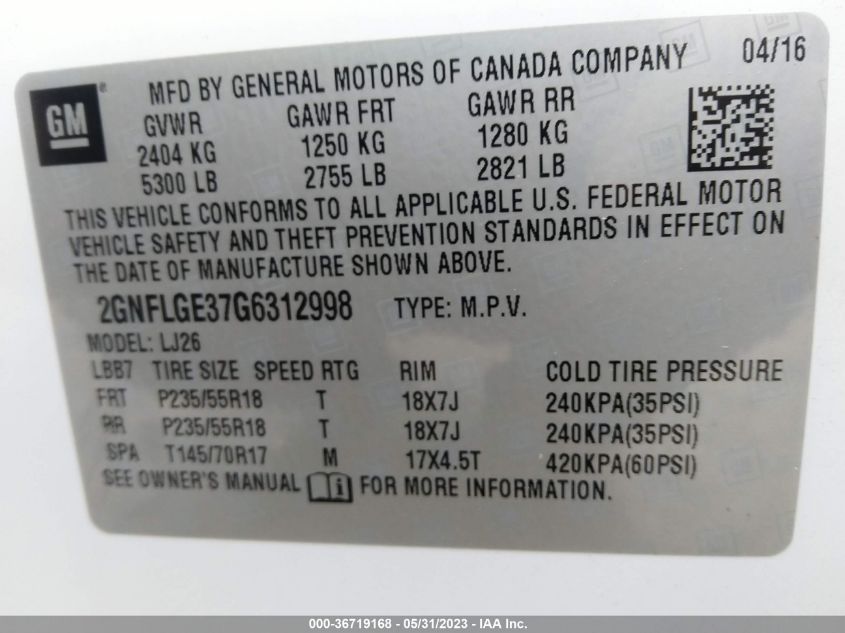 GM
MFD BY GENERAL MOTORS OF CANADA COMPANY 04/16
GVWR GAWR FRT GAWR RR
2404 KG 1250 KG 1280 KG
5300 LB 2755 LB 2821 LB
THIS VEHICLE CONFORMS TO ALL APPLICABLE U.S. FEDERAL MOTOR
VEHICLE SAFETY AND THEFT PREVENTION STANDARDS IN EFFECT ON
THE DATE OF MANUFACTURE SHOWN ABOVE.
2GNFLGE37G6312998 TYPE: M.P.V.
MODEL: LJ26
LBB7 TIRE SIZE SPEED RTG RIM COLD TIRE PRESSURE
FRT P235/55R18 T 18X7J 240KPA(35PSI)
RR P235/55R18 T 18X7J 240KPA(35PSI)
SPA T145/70R17 M 17X4.5T 420KPA(60PSI)
SEE OWNER'S MANUAL FOR MORE INFORMATION.
000-36719168 - 05/31/2023 - IAA Inc.